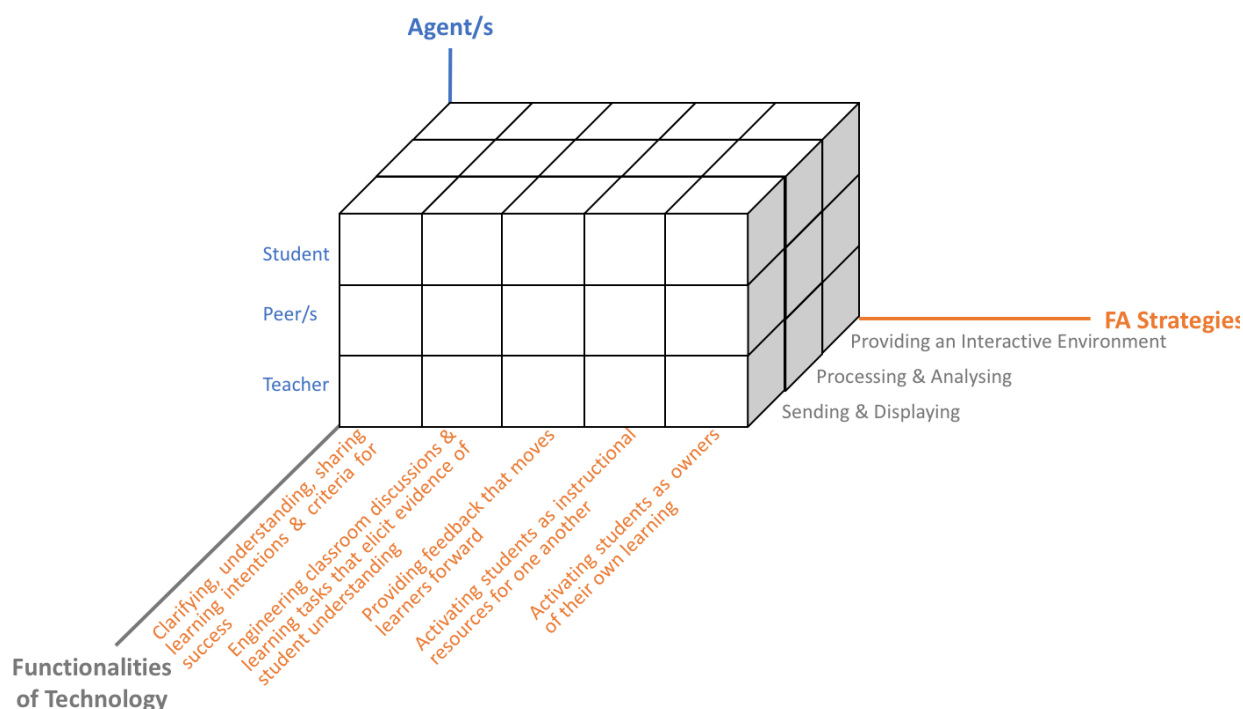 Agent/s
Student
Peer/s
Teacher
FA Strategies
Providing an Interactive Environment
Processing & Analysing
Sending & Displaying
Clarifying, understanding, sharing
learning intentions & criteria for
success
Engineering classroom discussions &
learning tasks that elicit evidence of
student understanding
Providing feedback that moves
learners forward
Activating students as instructional
resources for one another
Activating students as owners
of their own learning
Functionalities
of Technology